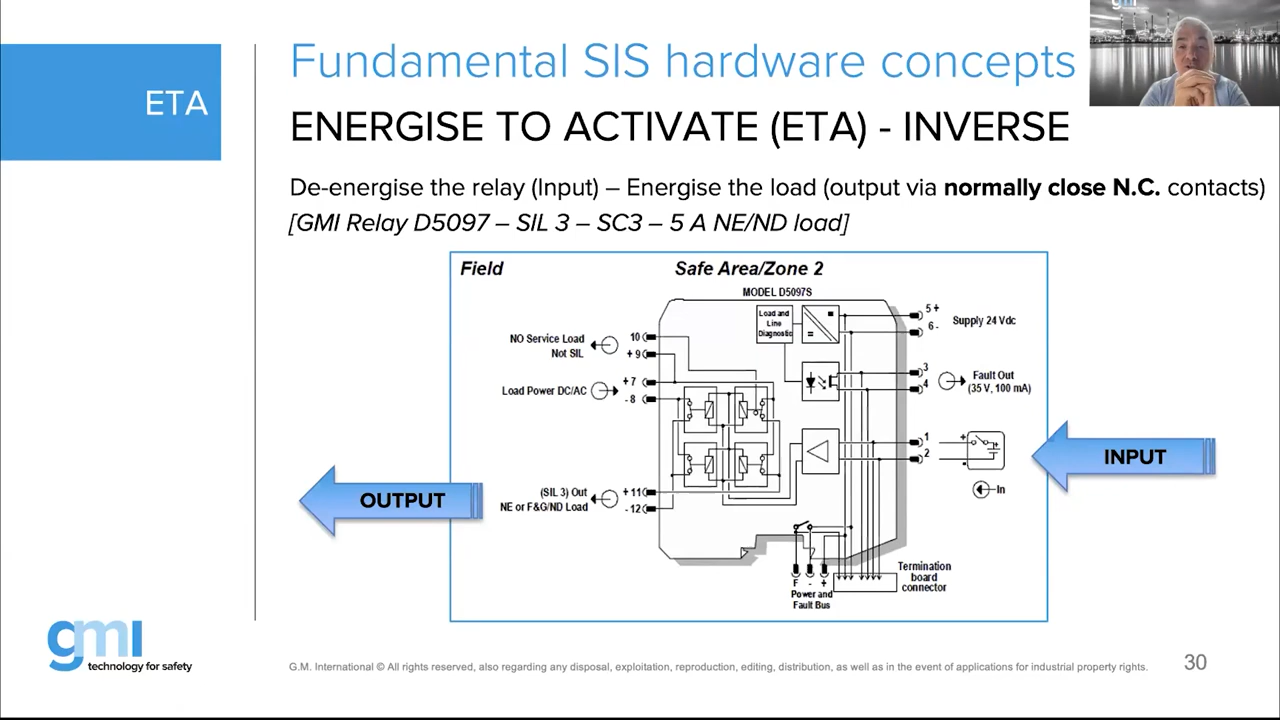 gmi
Fundamental SIS hardware concepts
ETA
ENERGISE TO ACTIVATE (ETA) - INVERSE
De-energise the relay (Input) – Energise the load (output via normally close N.C. contacts)
[GMI Relay D5097 – SIL 3 – SC3 – 5 A NE/ND load]
Field
Safe Area/Zone 2
MODEL D5097S
Load and
Line
Diagnostic
5 +
6 -
Supply 24 Vdc
NO Service Load
Not SIL
10
+ 9
3
4
Fault Out
(35 V, 100 mA)
Load Power DC/AC
+ 7
- 8
1
2
+
-
In
INPUT
OUTPUT
(SIL 3) Out
NE or F&G/ND Load
+ 11
- 12
F - +
Power and
Fault Bus
Termination
board
connector
gmi
technology for safety
G.M. International © All rights reserved, also regarding any disposal, exploitation, reproduction, editing, distribution, as well as in the event of applications for industrial property rights.
30